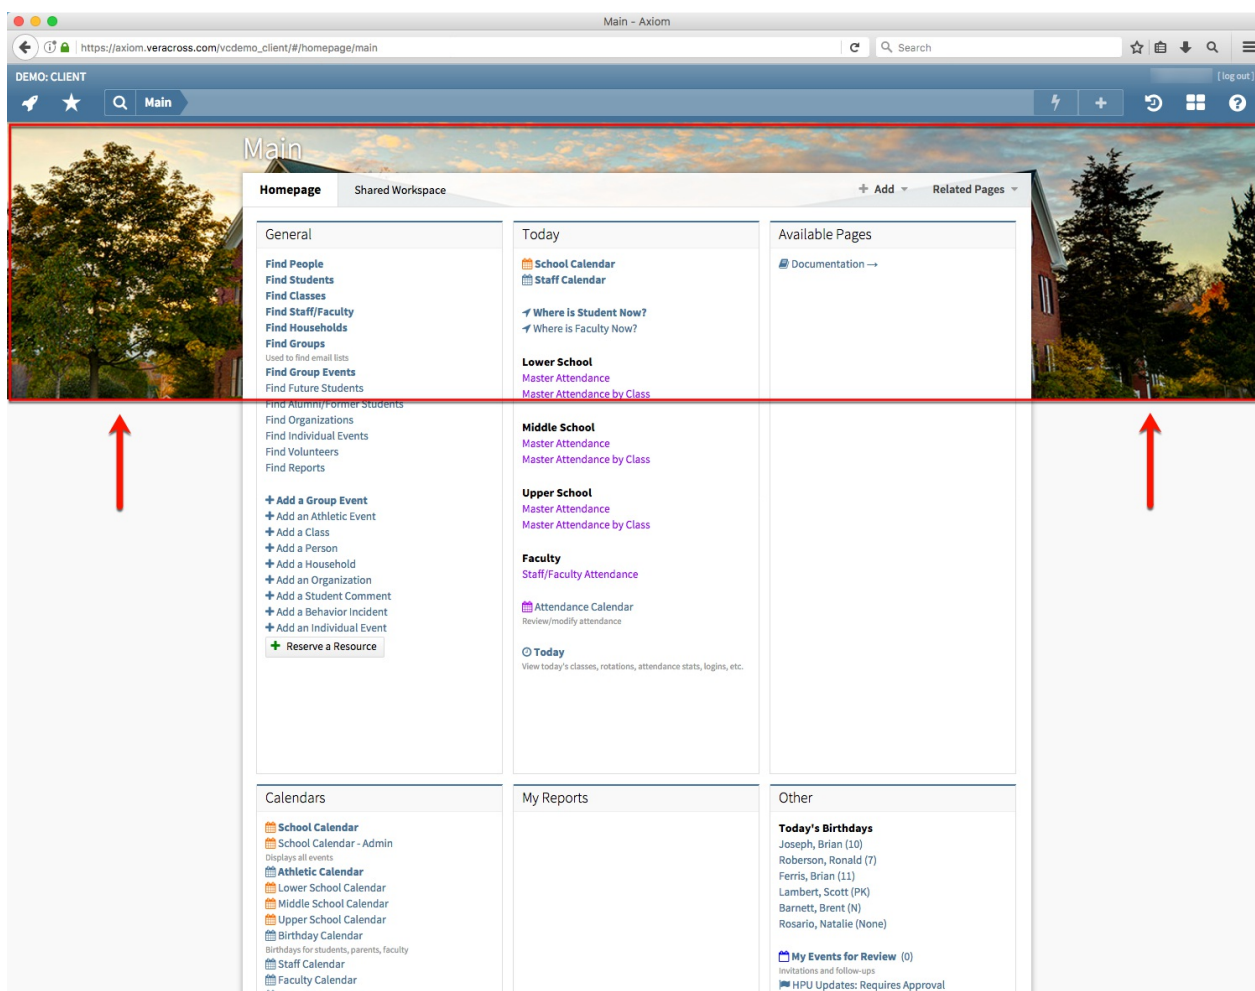 Main - Axiom
https://axiom.veracross.com/vcdemo_client/#/homepage/main
Search
DEMO: CLIENT
[ log out ]
Main
Main
Homepage
Shared Workspace
+ Add
Related Pages
General
Find People
Find Students
Find Classes
Find Staff/Faculty
Find Households
Find Groups
Used to find email lists
Find Group Events
Find Future Students
Find Alumni/Former Students
Find Organizations
Find Individual Events
Find Volunteers
Find Reports
+ Add a Group Event
+ Add an Athletic Event
+ Add a Class
+ Add a Person
+ Add a Household
+ Add an Organization
+ Add a Student Comment
+ Add a Behavior Incident
+ Add an Individual Event
+ Reserve a Resource
Today
School Calendar
Staff Calendar
Where is Student Now?
Where is Faculty Now?
Lower School
Master Attendance
Master Attendance by Class
Middle School
Master Attendance
Master Attendance by Class
Upper School
Master Attendance
Master Attendance by Class
Faculty
Staff/Faculty Attendance
Attendance Calendar
Review/modify attendance
Today
View today's classes, rotations, attendance stats, logins, etc.
Available Pages
Documentation →
Calendars
School Calendar
School Calendar - Admin
Displays all events
Athletic Calendar
Lower School Calendar
Middle School Calendar
Upper School Calendar
Birthday Calendar
Birthdays for students, parents, faculty
Staff Calendar
Faculty Calendar
My Reports
Other
Today's Birthdays
Joseph, Brian (10)
Roberson, Ronald (7)
Ferris, Brian (11)
Lambert, Scott (PK)
Barnett, Brent (N)
Rosario, Natalie (None)
My Events for Review (0)
Invitations and follow-ups
HPU Updates: Requires Approval